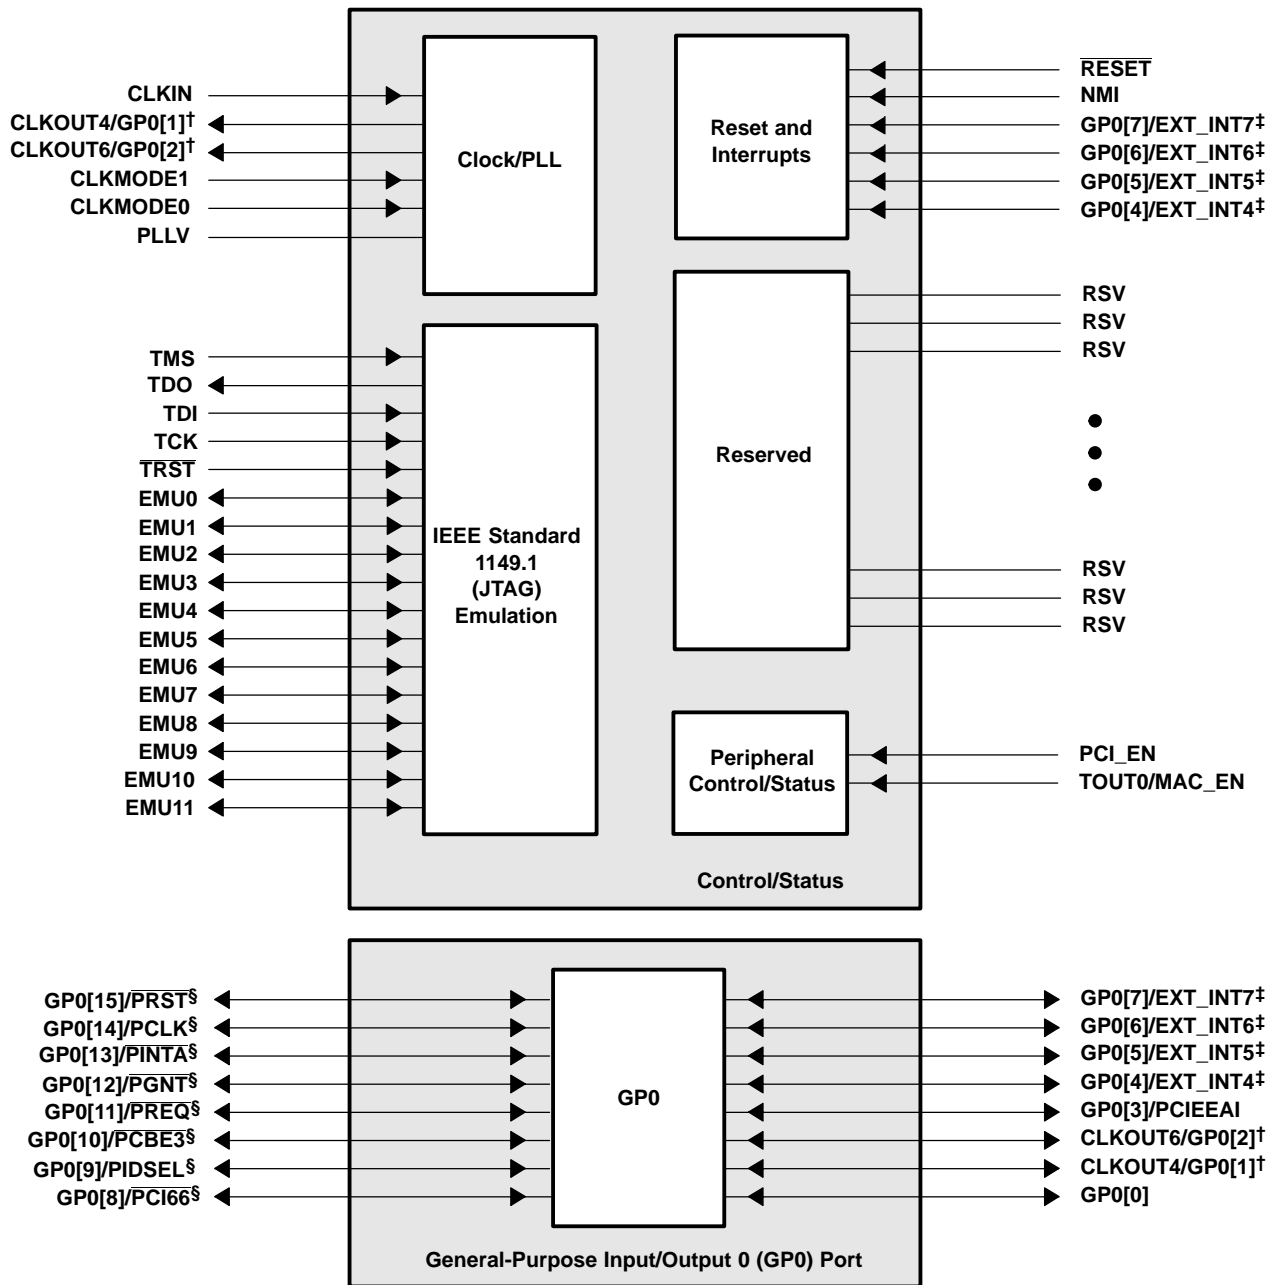 CLKIN
CLKOUT4/GP0[1]†
CLKOUT6/GP0[2]†
CLKMODE1
CLKMODE0
PLLV
Clock/PLL
Reset and
Interrupts
RESET
NMI
GP0[7]/EXT_INT7‡
GP0[6]/EXT_INT6‡
GP0[5]/EXT_INT5‡
GP0[4]/EXT_INT4‡
TMS
TDO
TDI
TCK
TRST
EMU0
EMU1
EMU2
EMU3
EMU4
EMU5
EMU6
EMU7
EMU8
EMU9
EMU10
EMU11
IEEE Standard
1149.1
(JTAG)
Emulation
Reserved
RSV
RSV
RSV
RSV
RSV
RSV
Peripheral
Control/Status
PCI_EN
TOUT0/MAC_EN
Control/Status
GP0[15]/PRST§
GP0[14]/PCLK§
GP0[13]/PINTA§
GP0[12]/PGNT§
GP0[11]/PREQ§
GP0[10]/PCBE3§
GP0[9]/PIDSEL§
GP0[8]/PCI66§
GP0
GP0[7]/EXT_INT7‡
GP0[6]/EXT_INT6‡
GP0[5]/EXT_INT5‡
GP0[4]/EXT_INT4‡
GP0[3]/PCIEEAI
CLKOUT6/GP0[2]†
CLKOUT4/GP0[1]†
GP0[0]
General-Purpose Input/Output 0 (GP0) Port